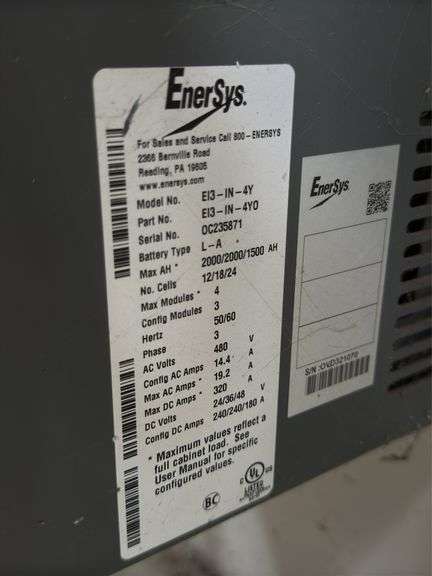 EnerSys.
For Sales and Service Call 800-ENERSYS
2366 Bernville Road
Reading, PA 19605
www.enersys.com
Model No. EI3-IN-4Y
Part No. EI3-IN-4Y0
Serial No. OC235871
Battery Type L-A
Max AH * 2000/2000/1500 AH
No. Cells 12/18/24
Max Modules * 4
Config Modules 3
Hertz 50/60
Phase 3
AC Volts 480 V
Config AC Amps 14.4 A
Max AC Amps * 19.2 A
Max DC Amps * 320 A
DC Volts 24/36/48 V
Config DC Amps 240/240/180 A
* Maximum values reflect a
full cabinet load. See
User Manual for specific
configured values.
BC
C UL US
LISTED
EnerSys.